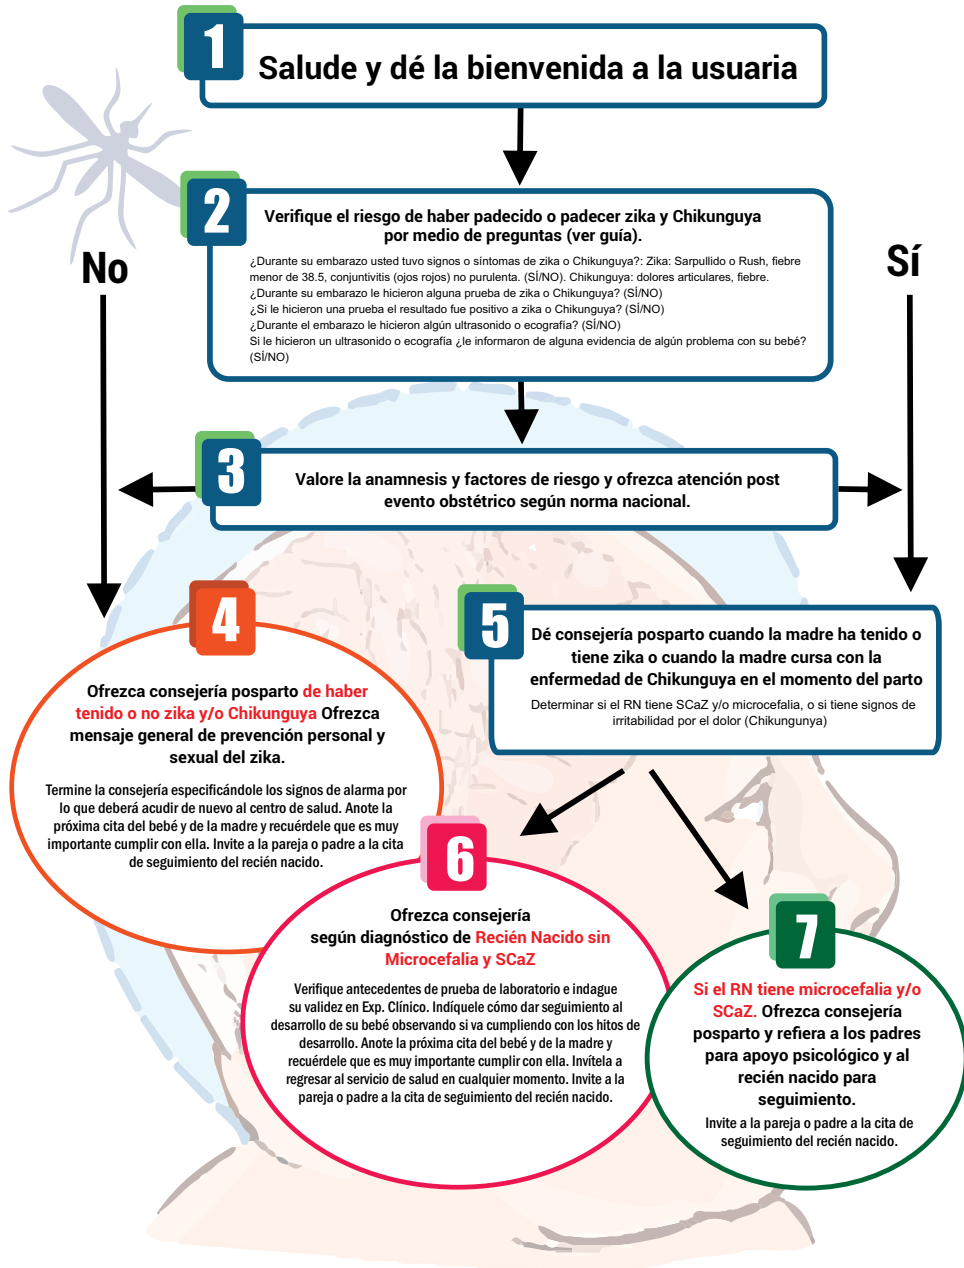 1
Salude y dé la bienvenida a la usuaria
2
Verifique el riesgo de haber padecido o padecer zika y Chikunguya
por medio de preguntas (ver guía).
¿Durante su embarazo usted tuvo signos o síntomas de zika o Chikunguya?: Zika: Sarpullido o Rush, fiebre
menor de 38.5, conjuntivitis (ojos rojos) no purulenta. (SÍ/NO). Chikunguya: dolores articulares, fiebre.
¿Durante su embarazo le hicieron alguna prueba de zika o Chikunguya? (SÍ/NO)
¿Si le hicieron una prueba el resultado fue positivo a zika o Chikunguya? (SÍ/NO)
¿Durante el embarazo le hicieron algún ultrasonido o ecografía? (SÍ/NO)
Si le hicieron un ultrasonido o ecografía ¿le informaron de alguna evidencia de algún problema con su bebé?
(SÍ/NO)
No
Sí
3
Valore la anamnesis y factores de riesgo y ofrezca atención post
evento obstétrico según norma nacional.
4
Ofrezca consejería posparto de haber
tenido o no zika y/o Chikunguya Ofrezca
mensaje general de prevención personal y
sexual del zika.
Termine la consejería especificándole los signos de alarma por
lo que deberá acudir de nuevo al centro de salud. Anote la
próxima cita del bebé y de la madre y recuérdele que es muy
importante cumplir con ella. Invite a la pareja o padre a la cita
de seguimiento del recién nacido.
5
Dé consejería posparto cuando la madre ha tenido o
tiene zika o cuando la madre cursa con la
enfermedad de Chikunguya en el momento del parto
Determinar si el RN tiene SCaZ y/o microcefalia, o si tiene signos de
irritabilidad por el dolor (Chikungunya)
6
Ofrezca consejería
según diagnóstico de Recién Nacido sin
Microcefalia y SCaZ
Verifique antecedentes de prueba de laboratorio e indague
su validez en Exp. Clínico. Indíquele cómo dar seguimiento al
desarrollo de su bebé observando si va cumpliendo con los hitos de
desarrollo. Anote la próxima cita del bebé y de la madre y
recuérdele que es muy importante cumplir con ella. Invítela a
regresar al servicio de salud en cualquier momento. Invite a la
pareja o padre a la cita de seguimiento del recién nacido.
7
Si el RN tiene microcefalia y/o
SCaZ. Ofrezca consejería
posparto y refiera a los padres
para apoyo psicológico y al
recién nacido para
seguimiento.
Invite a la pareja o padre a la cita de
seguimiento del recién nacido.